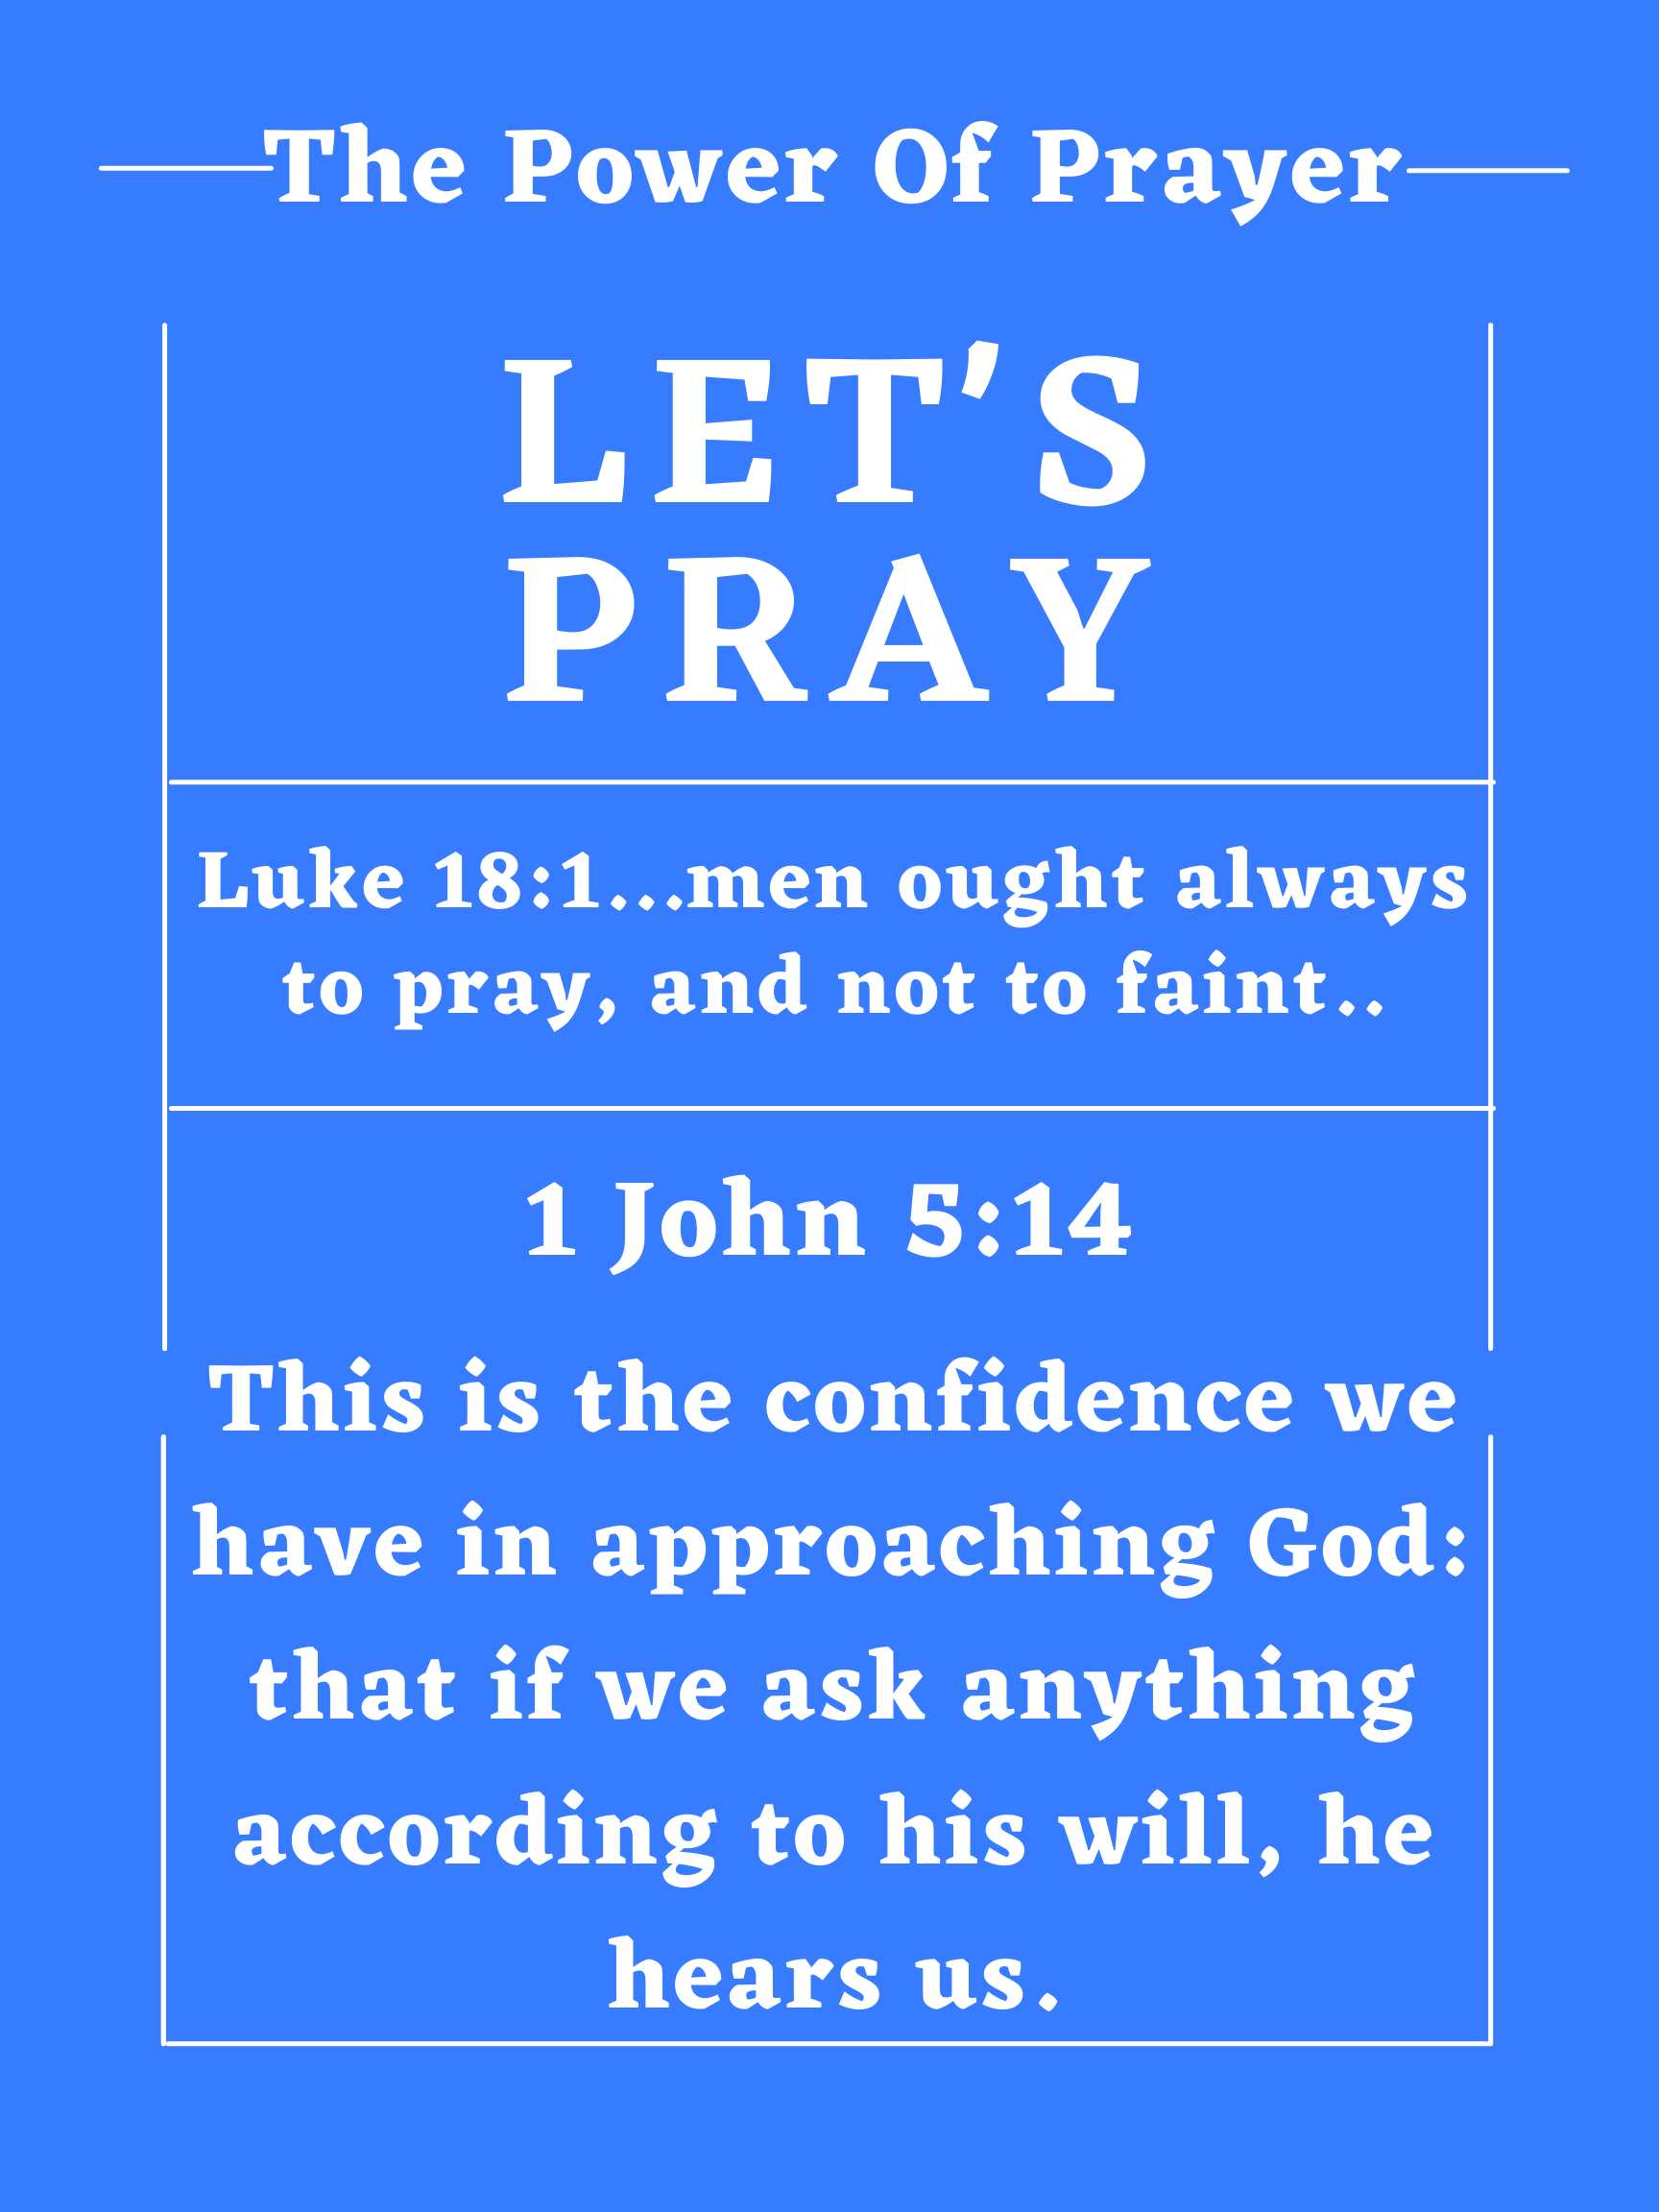 The Power Of Prayer
LET’S
PRAY
Luke 18:1...men ought always
to pray, and not to faint..
1 John 5:14
This is the confidence we
have in approaching God:
that if we ask anything
according to his will, he
hears us.